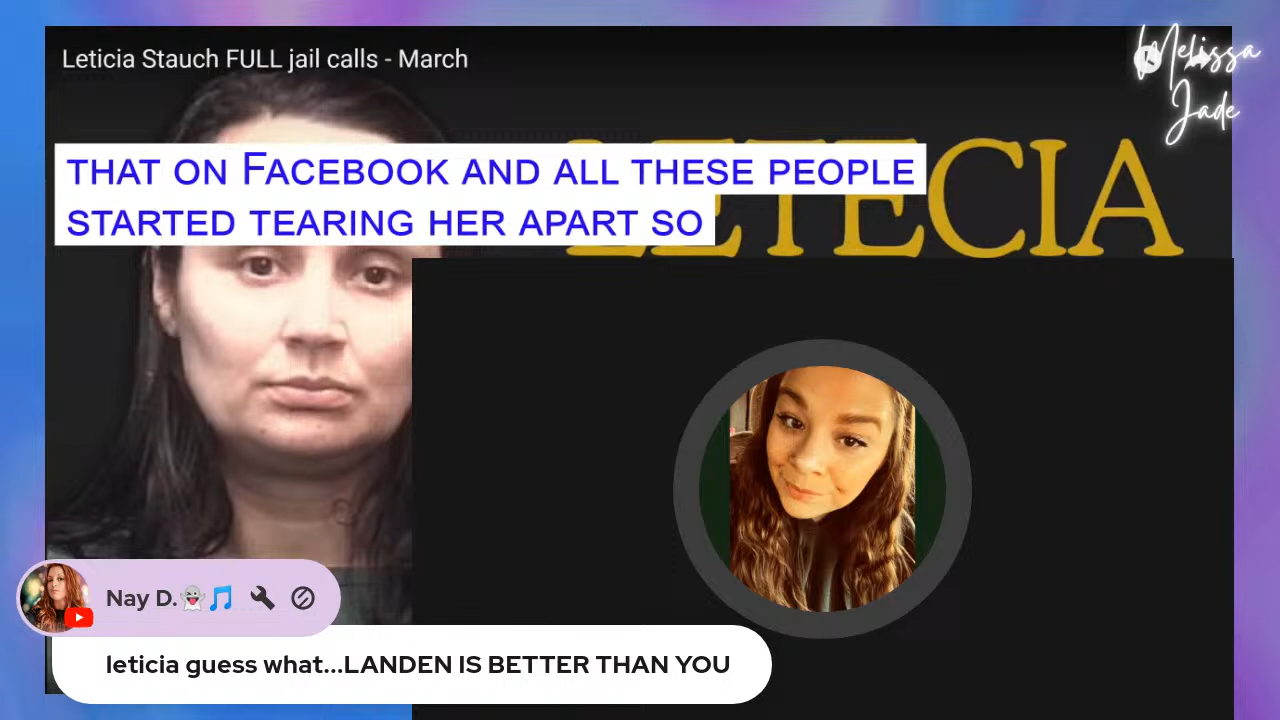 Leticia Stauch FULL jail calls - March
Melissa
Jade
LETECIA
THAT ON FACEBOOK AND ALL THESE PEOPLE
STARTED TEARING HER APART SO
Nay D.👻🎵
leticia guess what...LANDEN IS BETTER THAN YOU